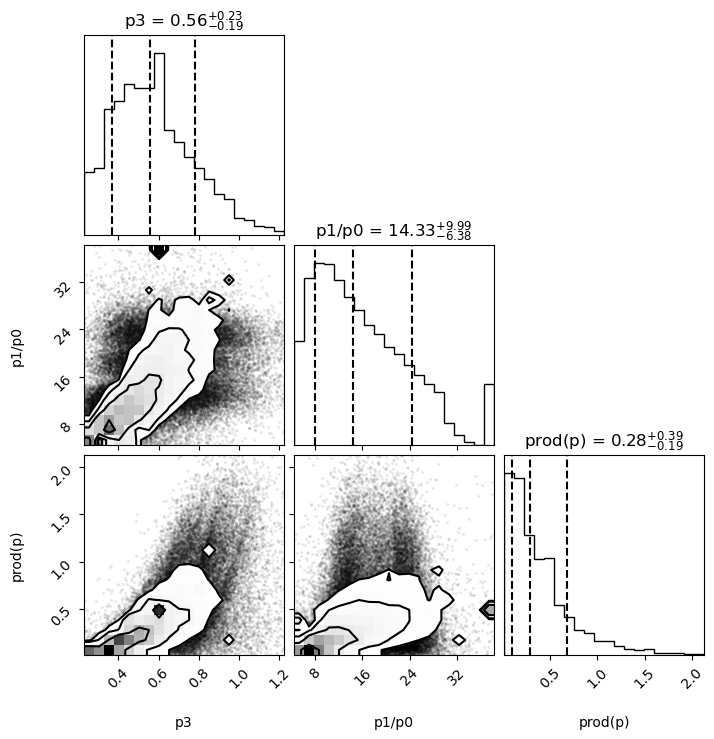 p3 = 0.56+0.23−0.19
p1/p0 = 14.33+9.99−6.38
p1/p0
32
24
16
8
prod(p) = 0.28+0.39−0.19
prod(p)
2.0
1.5
1.0
0.5
0.4 0.6 0.8 1.0 1.2
8 16 24 32
0.5 1.0 1.5 2.0
p3 p1/p0 prod(p)